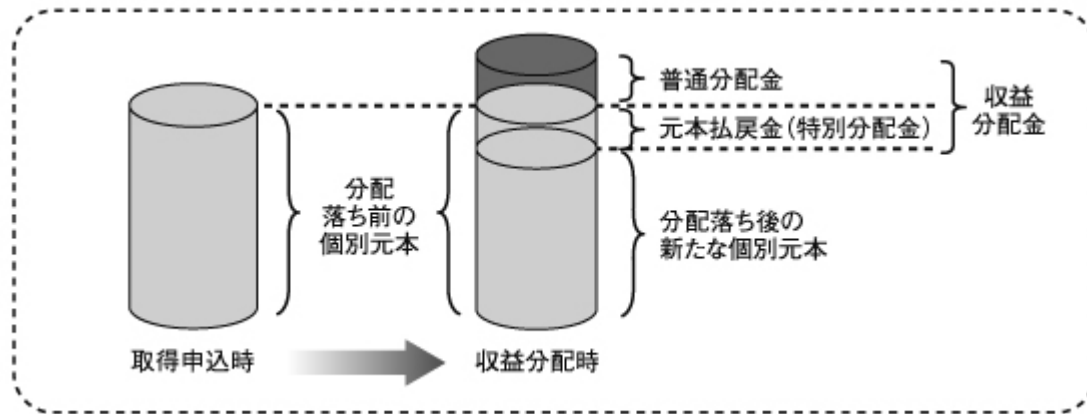 普通分配金
元本払戻金(特別分配金)
収益
分配金
分配
落ち前の
個別元本
分配落ち後の
新たな個別元本
取得申込時
収益分配時